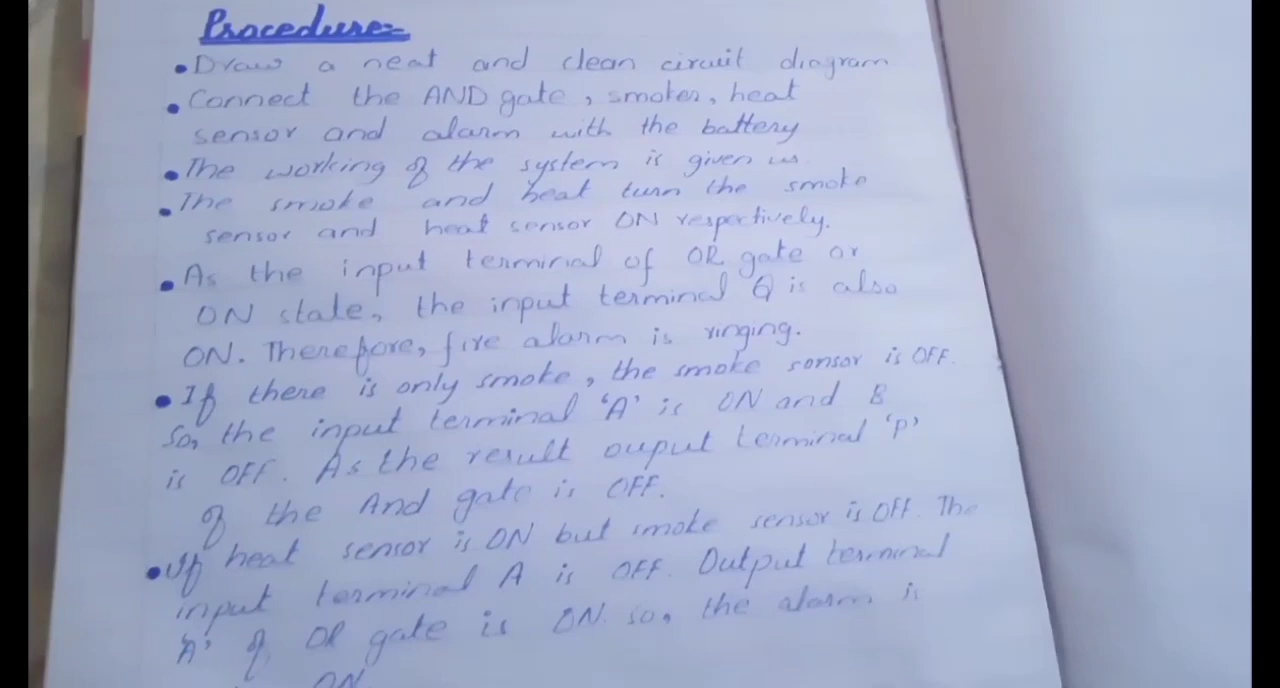 Procedure:-
• Draw a neat and clean circuit diagram
• Connect the AND gate, smoker, heat
sensor and alarm with the battery
• The working of the system is given us
• The smoke and heat turn the smoke
sensor and heat sensor ON respectively.
• As the input terminal of OR gate or
ON state, the input terminal Q is also
ON. Therefore, fire alarm is ringing.
• If there is only smoke, the smoke sonsor is OFF.
So, the input terminal 'A' is ON and B
is OFF. As the result ouput terminal 'P'
of the And gate is OFF.
• If heat sensor is ON but smoke sensor is OFF. The
input terminal A is OFF. Output terminal
'A' of OR gate is ON. so, the alarm is
ON